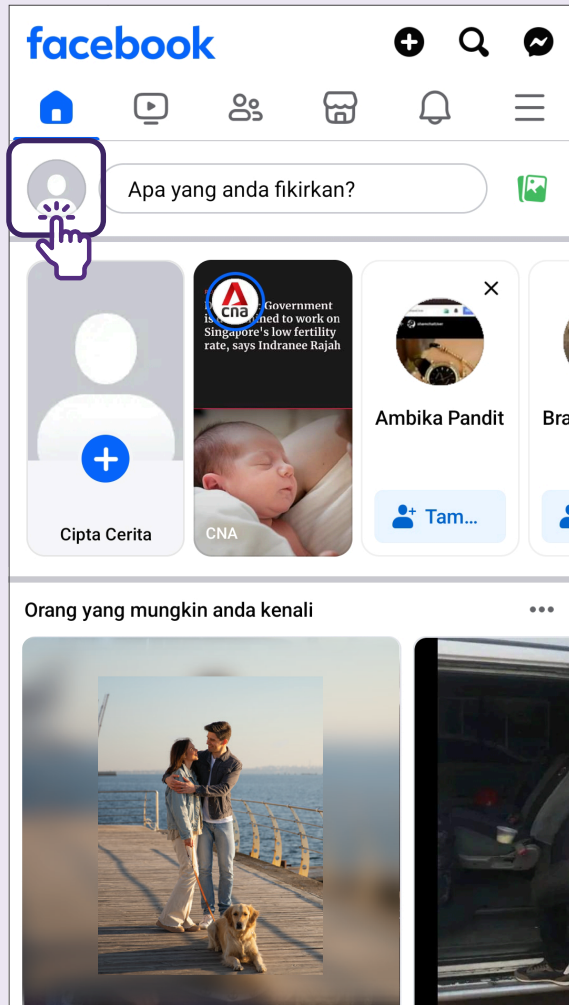 facebook
Apa yang anda fikirkan?
cna
Government
to work on
Singapore's low fertility
rate, says Indranee Rajah
Ambika Pandit
Bra
Tam...
Cipta Cerita
CNA
Orang yang mungkin anda kenali